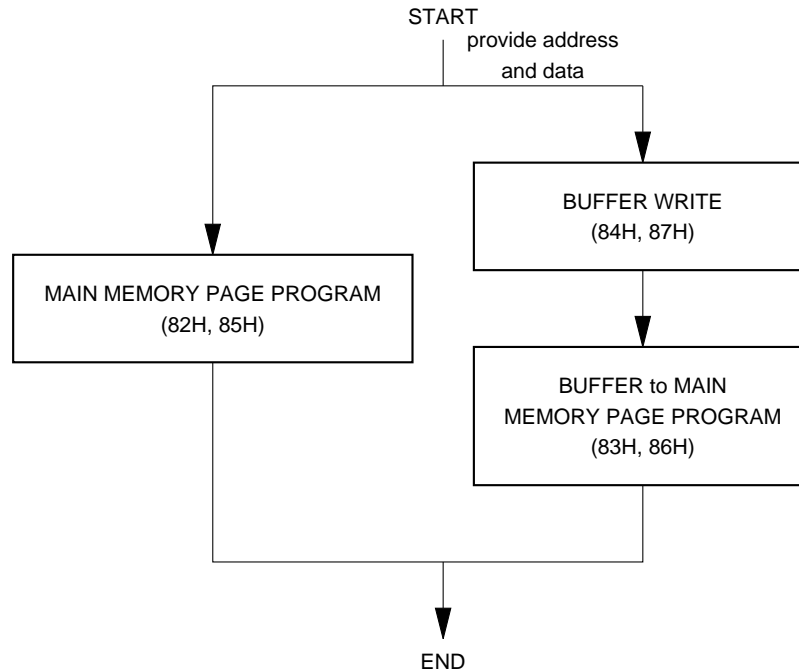 START
provide address
and data
BUFFER WRITE
(84H, 87H)
MAIN MEMORY PAGE PROGRAM
(82H, 85H)
BUFFER to MAIN
MEMORY PAGE PROGRAM
(83H, 86H)
END